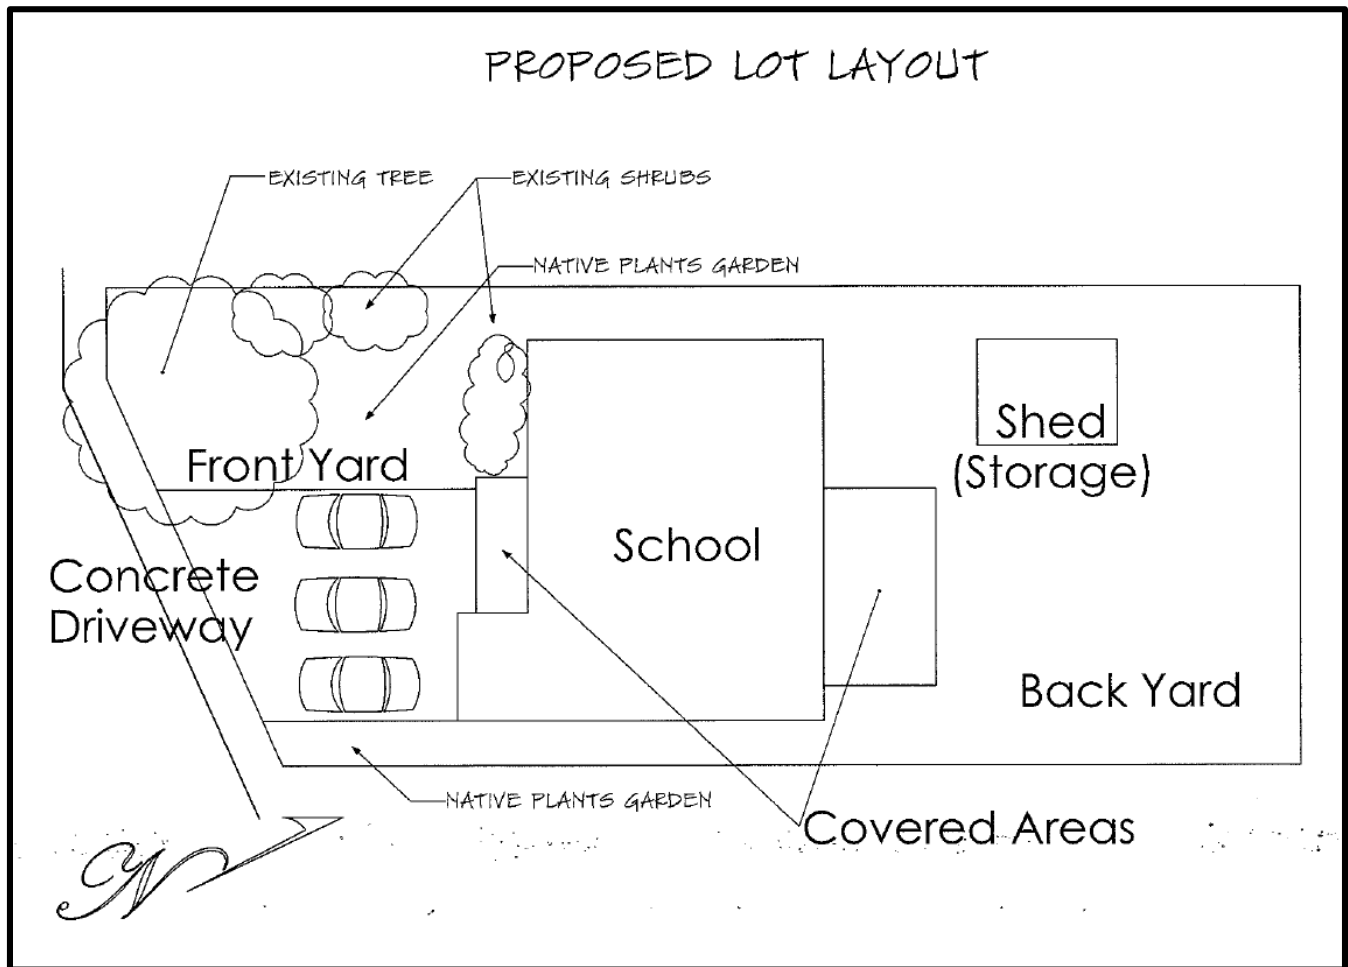 PROPOSED LOT LAYOUT
EXISTING TREE
EXISTING SHRUBS
NATIVE PLANTS GARDEN
Shed
(Storage)
Front Yard
School
Concrete
Driveway
Back Yard
NATIVE PLANTS GARDEN
Covered Areas
N